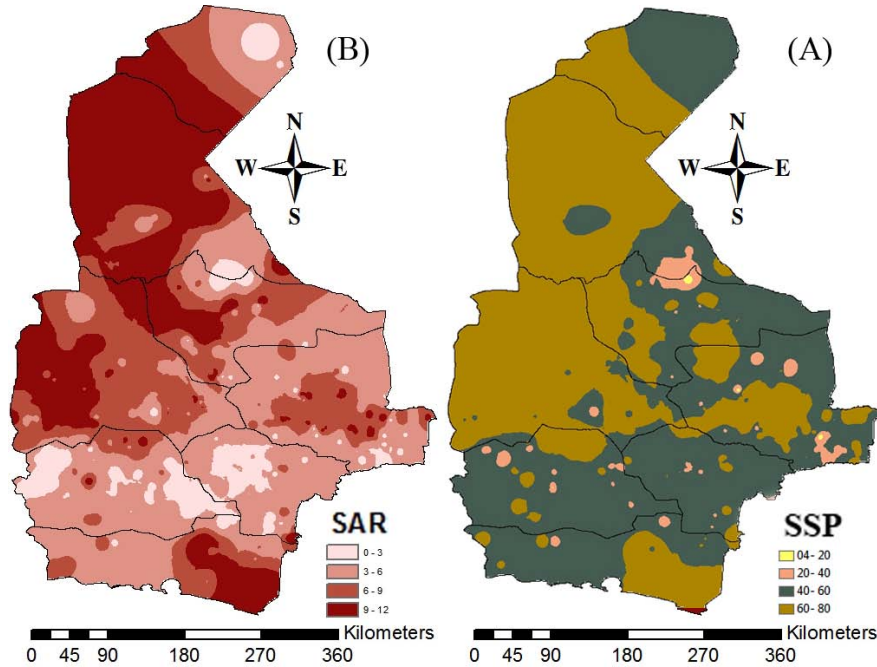 (B)
N
W E
S
SAR
0 - 3
3 - 6
6 - 9
9 - 12
Kilometers
0 45 90 180 270 360
(A)
N
W E
S
SSP
04 - 20
20 - 40
40 - 60
60 - 80
Kilometers
0 45 90 180 270 360